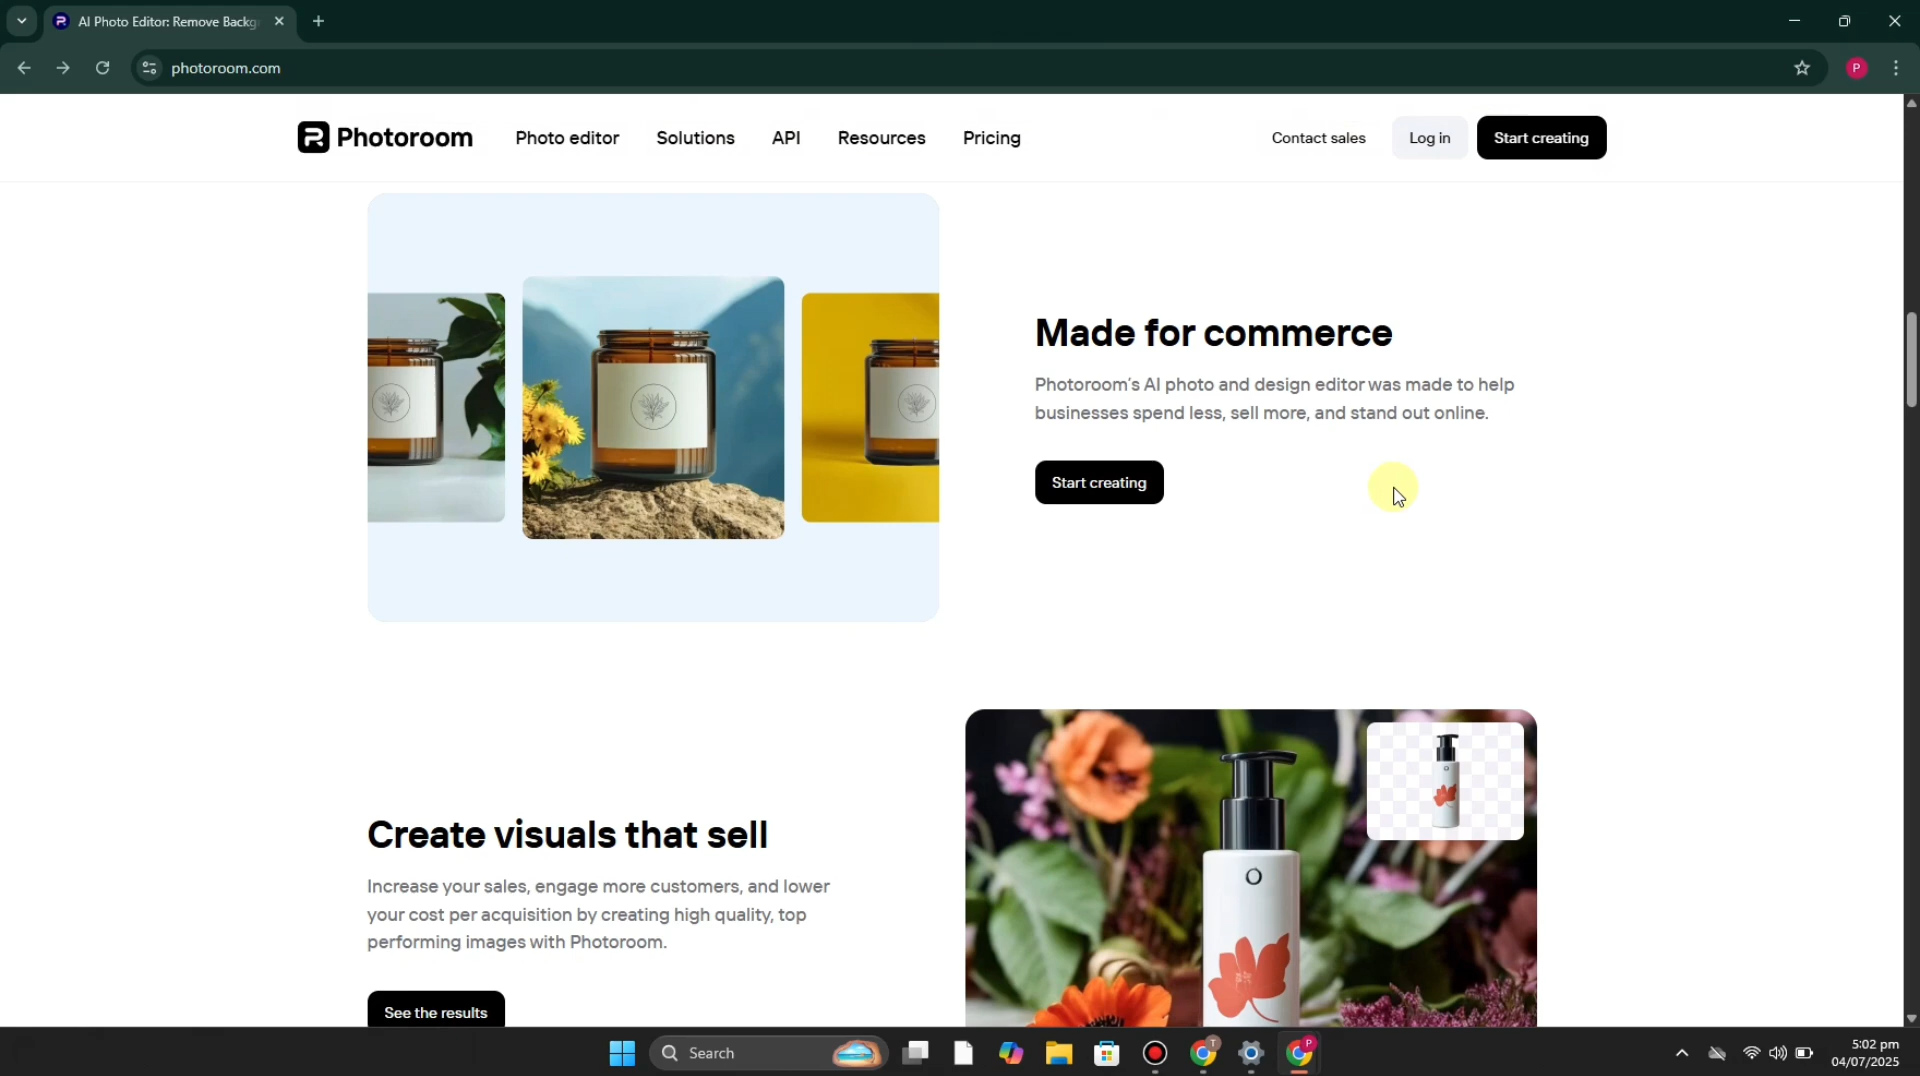 AI Photo Editor: Remove Backg
photoroom.com
P
Photoroom
Photo editor
Solutions
API
Resources
Pricing
Contact sales
Log in
Start creating
Made for commerce
Photoroom's AI photo and design editor was made to help
businesses spend less, sell more, and stand out online.
Start creating
Create visuals that sell
Increase your sales, engage more customers, and lower
your cost per acquisition by creating high quality, top
performing images with Photoroom.
See the results
Search
T
P
5:02 pm
04/07/2025